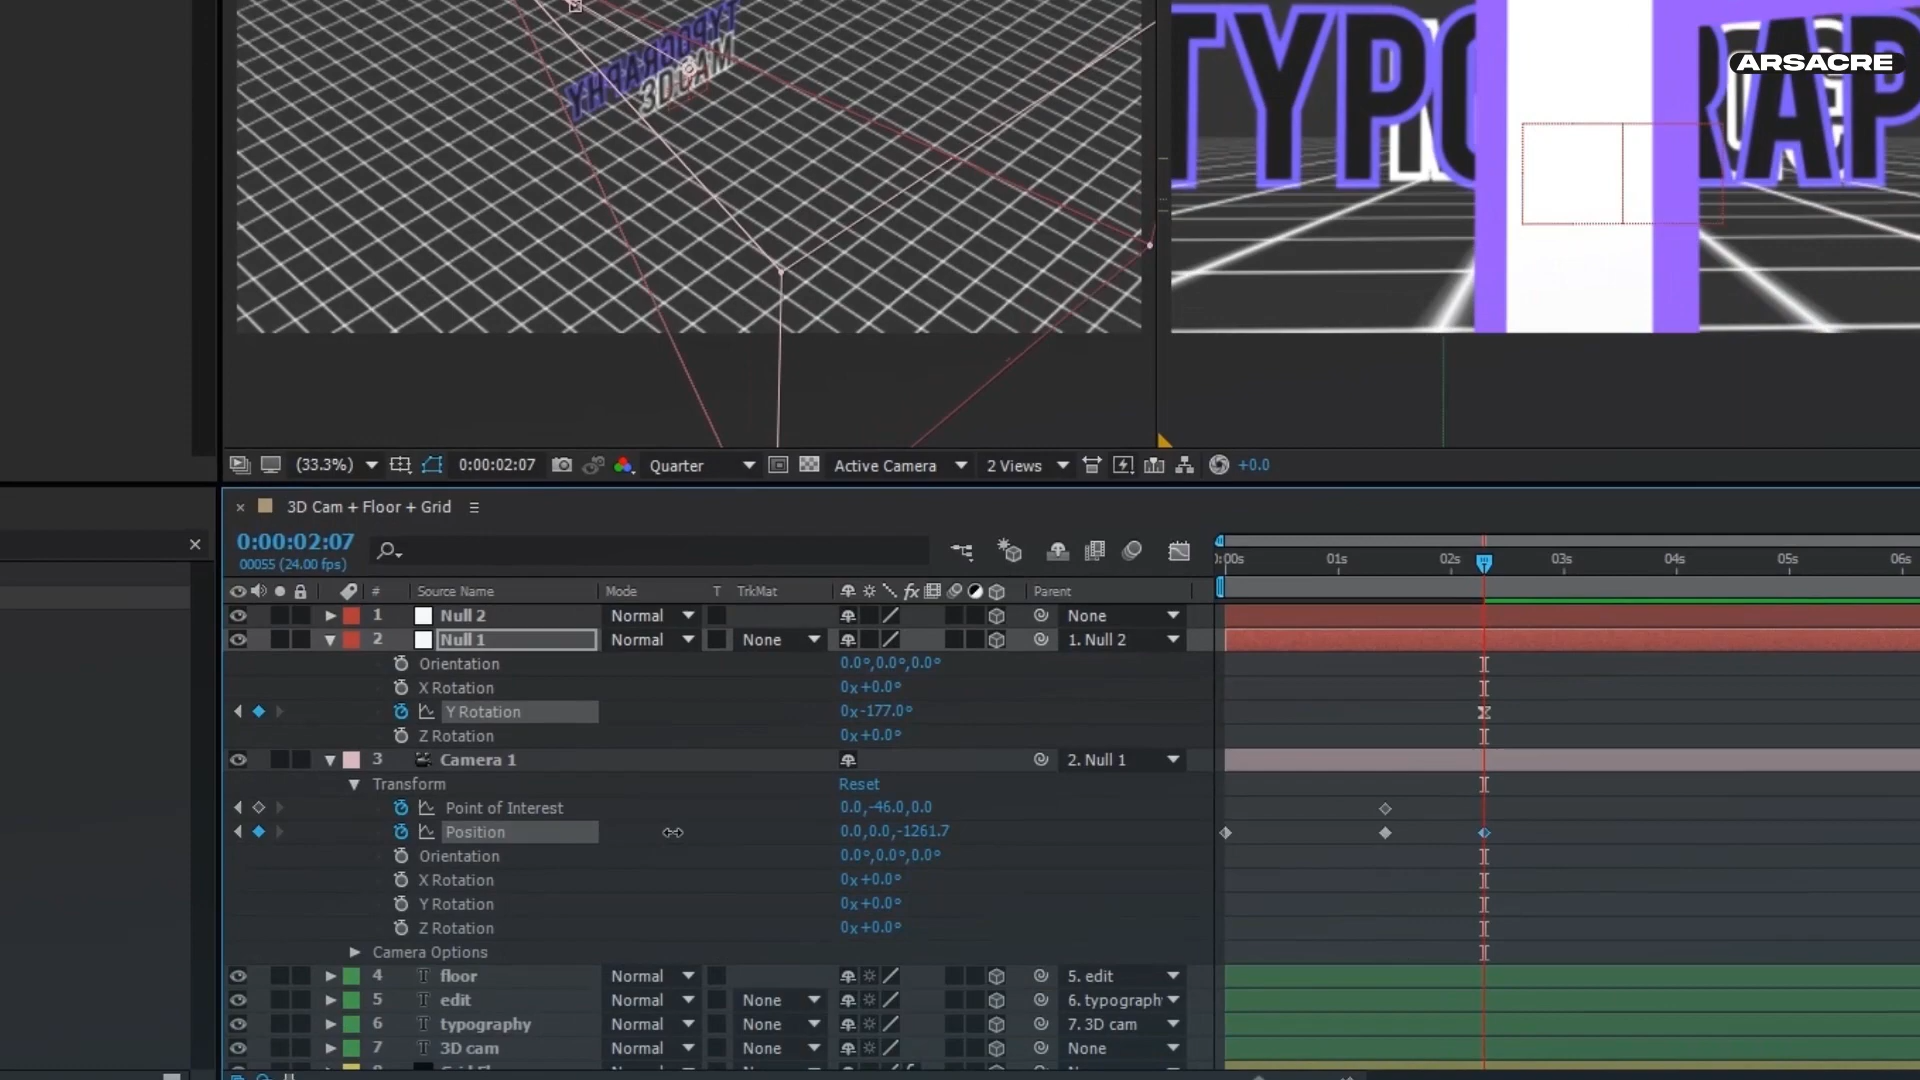 TYPOGRAPHY
3D CAM
TYPO
RAP
ARSACRE
(33.3%)
0:00:02:07
Quarter
Active Camera
2 Views
+0.0
3D Cam + Floor + Grid
0:00:02:07
00055 (24.00 fps)
:00s 01s 02s 03s 04s 05s 06s
# Source Name Mode T TrkMat fx Parent
1 Null 2 Normal None
2 Null 1 Normal None 1. Null 2
Orientation 0.0°,0.0°,0.0°
X Rotation 0x+0.0°
Y Rotation 0x-177.0°
Z Rotation 0x+0.0°
3 Camera 1 2. Null 1
Transform Reset
Point of Interest 0.0,-46.0,0.0
Position 0.0,0.0,-1261.7
Orientation 0.0°,0.0°,0.0°
X Rotation 0x+0.0°
Y Rotation 0x+0.0°
Z Rotation 0x+0.0°
Camera Options
4 T floor Normal 5. edit
5 T edit Normal None 6. typograph
6 T typography Normal None 7. 3D cam
7 T 3D cam Normal None None